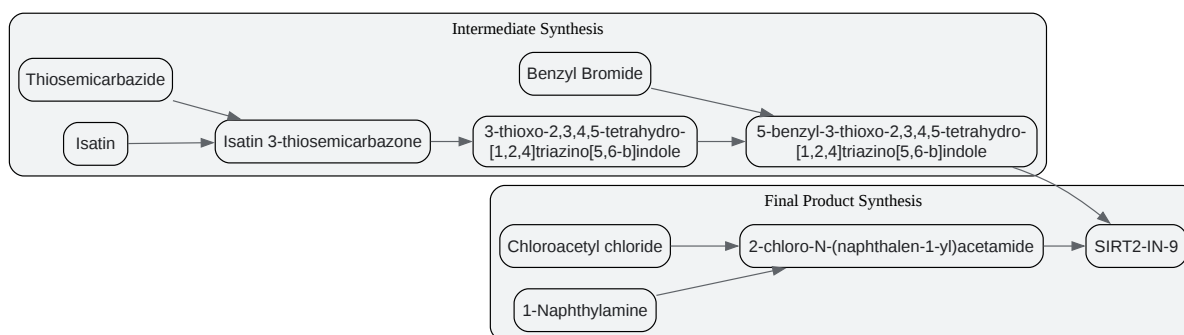 Intermediate Synthesis
Thiosemicarbazide
Benzyl Bromide
Isatin
Isatin 3-thiosemicarbazone
3-thioxo-2,3,4,5-tetrahydro-
[1,2,4]triazino[5,6-b]indole
5-benzyl-3-thioxo-2,3,4,5-tetrahydro-
[1,2,4]triazino[5,6-b]indole
Final Product Synthesis
Chloroacetyl chloride
2-chloro-N-(naphthalen-1-yl)acetamide
SIRT2-IN-9
1-Naphthylamine